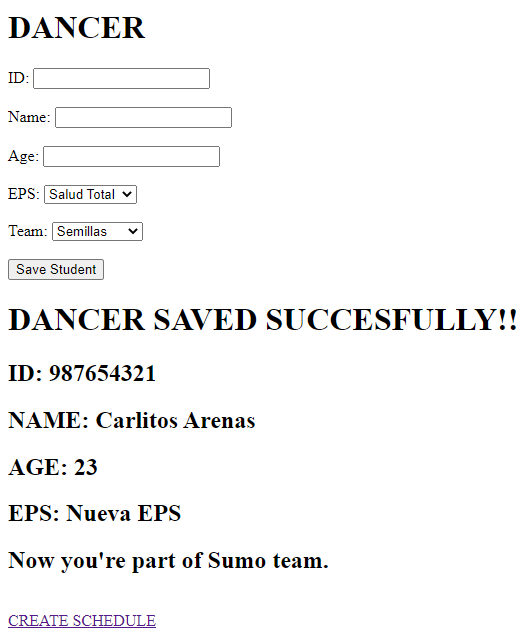 DANCER
ID:
Name:
Age:
EPS: Salud Total
Team: Semillas
Save Student
DANCER SAVED SUCCESFULLY!!
ID: 987654321
NAME: Carlitos Arenas
AGE: 23
EPS: Nueva EPS
Now you're part of Sumo team.
CREATE SCHEDULE